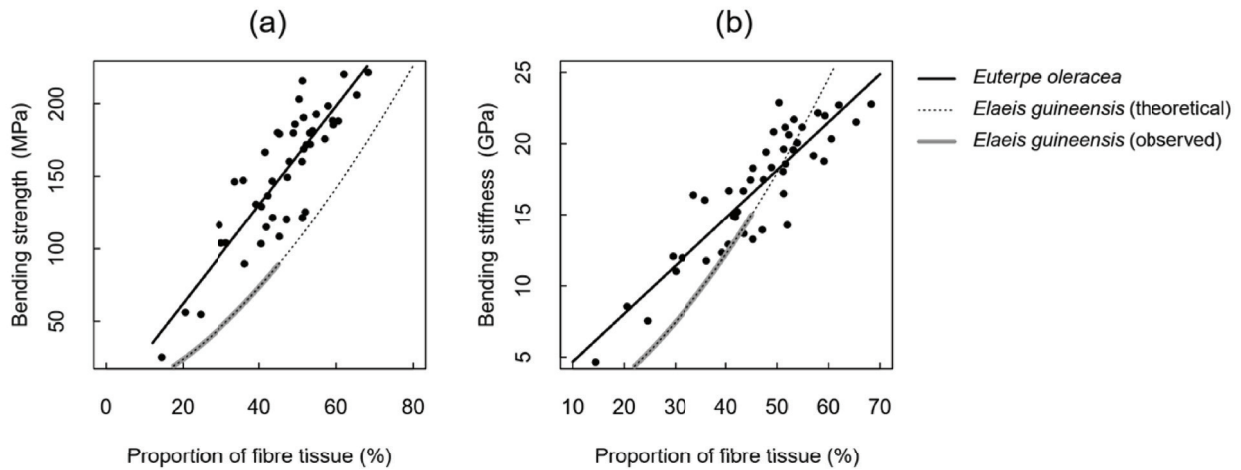 (a)
(b)
Bending strength (MPa)
200
150
100
50
0
20
40
60
80
Proportion of fibre tissue (%)
Bending stiffness (GPa)
25
20
15
10
5
10
20
30
40
50
60
70
Proportion of fibre tissue (%)
Euterpe oleracea
Elaeis guineensis (theoretical)
Elaeis guineensis (observed)